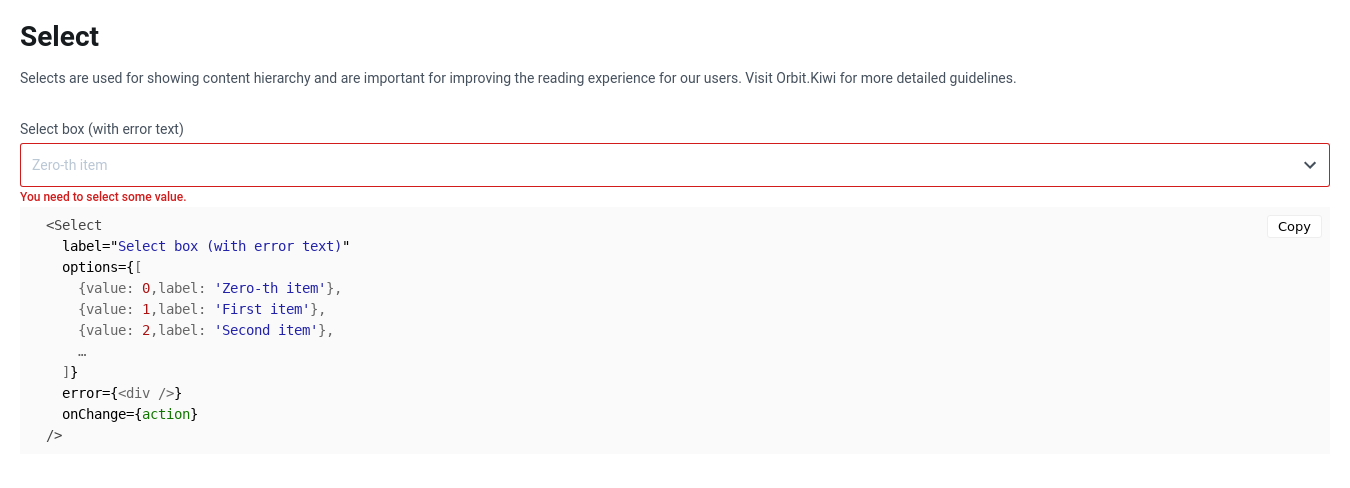 Select
Selects are used for showing content hierarchy and are important for improving the reading experience for our users. Visit Orbit.Kiwi for more detailed guidelines.
Select box (with error text)
Zero-th item
You need to select some value.
Copy
<Select
  label="Select box (with error text)"
  options={[
    {value: 0,label: 'Zero-th item'},
    {value: 1,label: 'First item'},
    {value: 2,label: 'Second item'},
    …
  ]}
  error={<div />}
  onChange={action}
/>